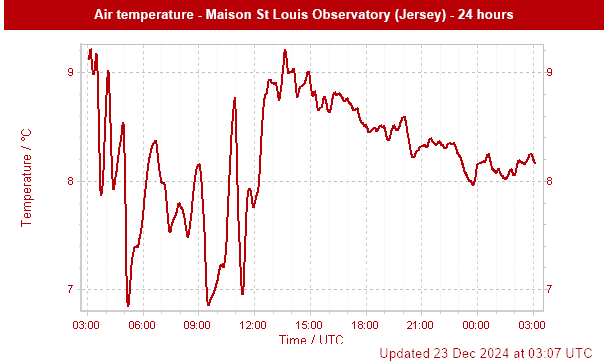 Air temperature - Maison St Louis Observatory (Jersey) - 24 hours
9 9
Temperature / °C
8 8
7 7
03:00 06:00 09:00 12:00 15:00 18:00 21:00 00:00 03:00
Time / UTC
Updated 23 Dec 2024 at 03:07 UTC